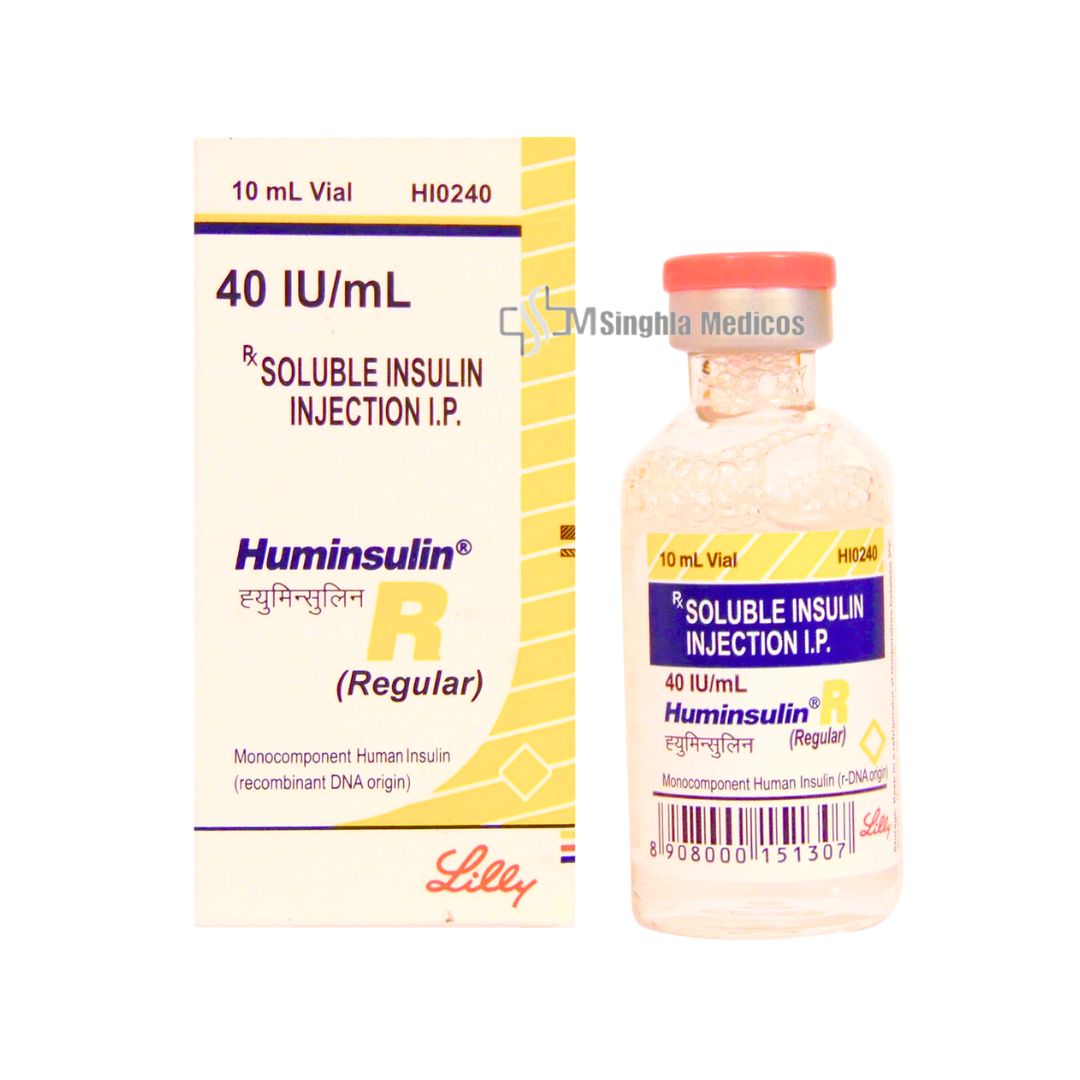 10 mL Vial HI0240
40 IU/mL
Rx SOLUBLE INSULIN
INJECTION I.P.
Huminsulin®
ह्युमिन्सुलिन
R
(Regular)
Monocomponent Human Insulin
(recombinant DNA origin)
Lilly
M Singhla Medicos
10 mL Vial HI0240
Rx SOLUBLE INSULIN
INJECTION I.P.
40 IU/mL
Huminsulin® R
ह्युमिन्सुलिन (Regular)
Monocomponent Human Insulin (r-DNA origin)
Lilly
8 908000 151307